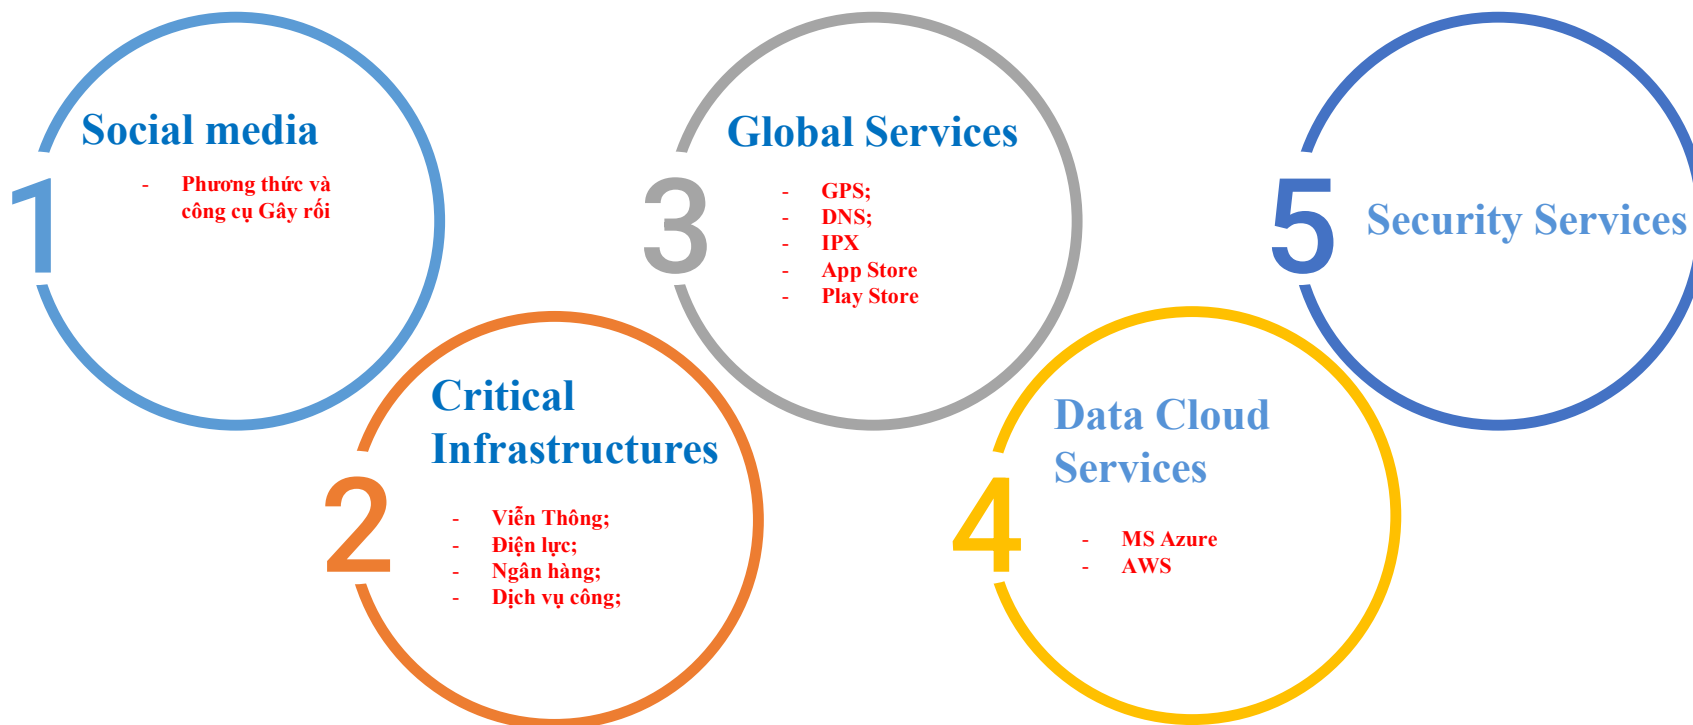 1
Social media
- Phương thức và
công cụ Gây rối
2
Critical
Infrastructures
- Viễn Thông;
- Điện lực;
- Ngân hàng;
- Dịch vụ công;
3
Global Services
- GPS;
- DNS;
- IPX
- App Store
- Play Store
4
Data Cloud
Services
- MS Azure
- AWS
5
Security Services